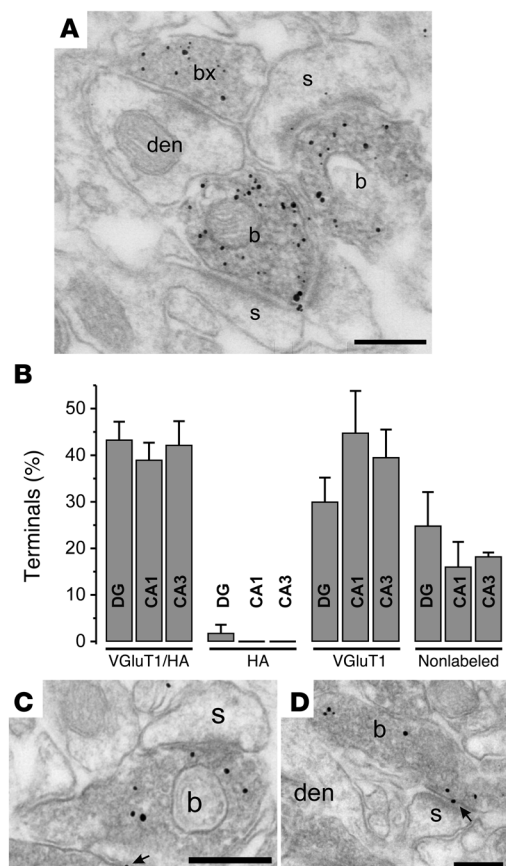 A
bx
s
den
b
b
s
B
50
40
30
20
10
0
Terminals (%)
DG CA1 CA3
DG CA1 CA3
DG CA1 CA3
DG CA1 CA3
VGluT1/HA HA VGluT1 Nonlabeled
C
s
b
D
b
den
s